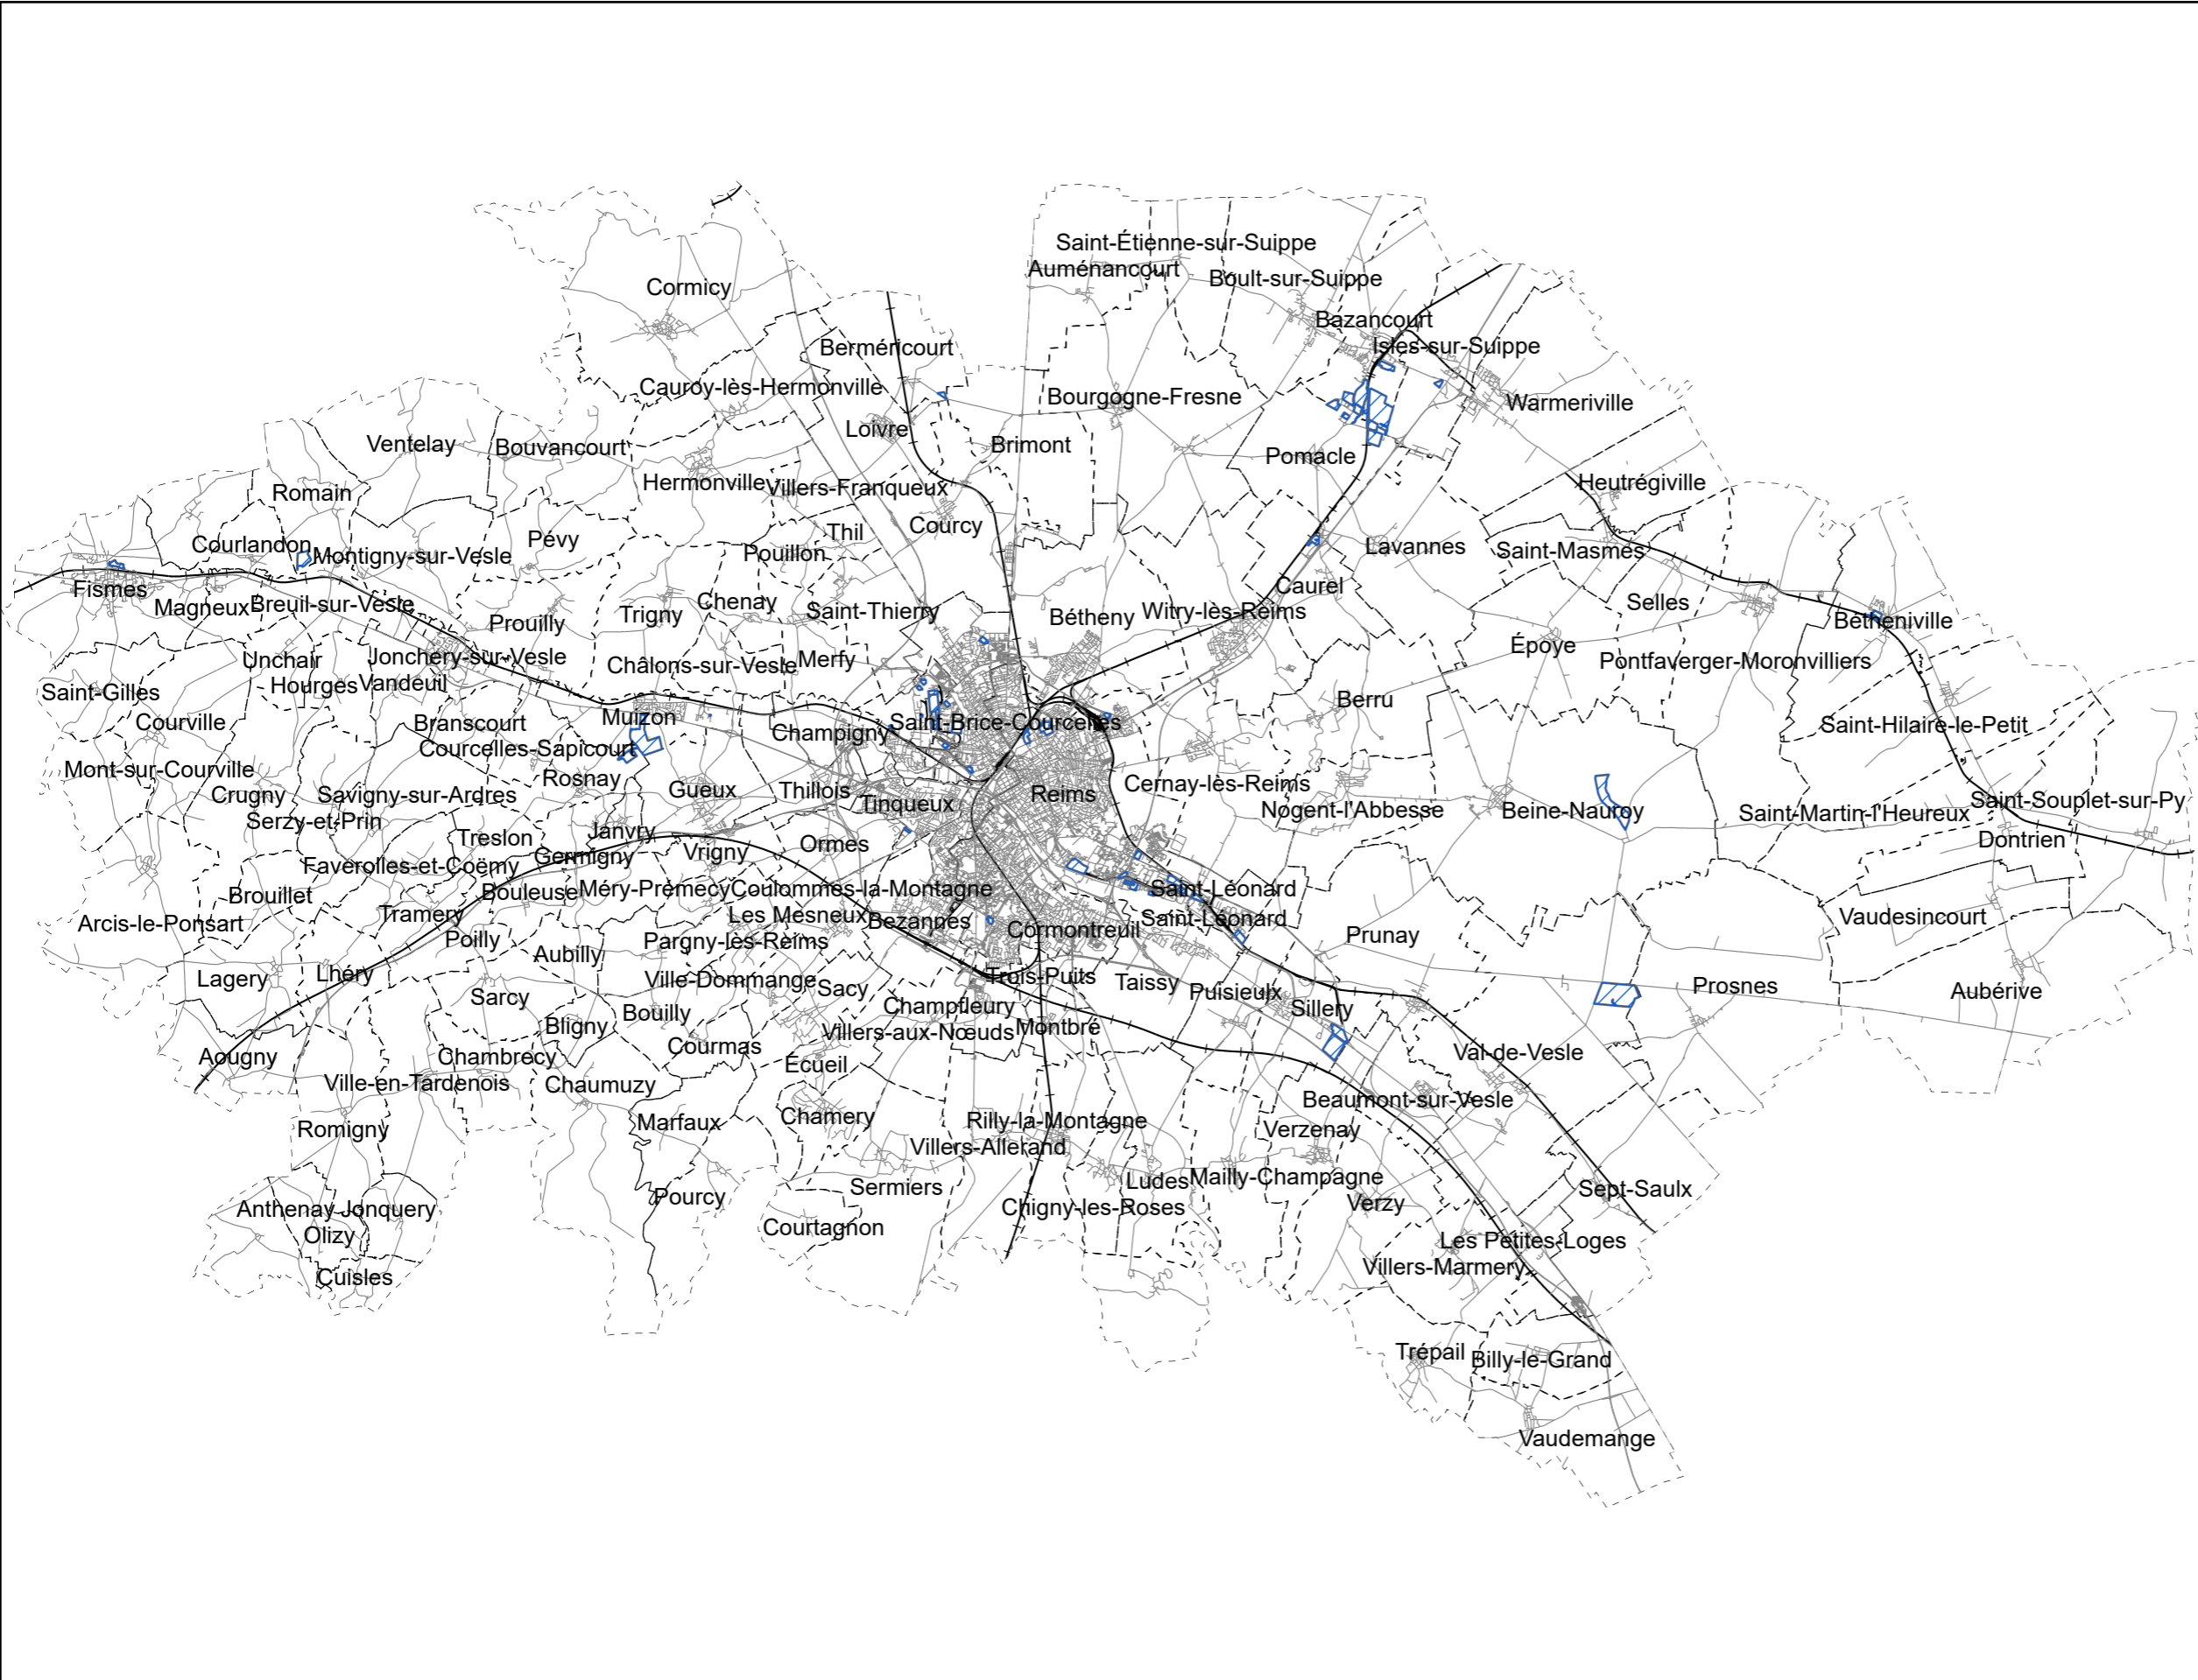 Saint-Étienne-sur-Suippe
Auménancourt
Boult-sur-Suippe
Cormicy
Bazancourt
Isles-sur-Suippe
Berméricourt
Cauroy-lès-Hermonville
Bourgogne-Fresne
Warmeriville
Loivre
Ventelay
Bouvancourt
Brimont
Pomacle
Romain
Hermonville
Villers-Franqueux
Heutrégiville
Courcy
Thil
Pévy
Courlandon
Montigny-sur-Vesle
Pouillon
Lavannes
Saint-Masmes
Fismes
Magneux
Breuil-sur-Vesle
Caurel
Trigny
Chenay
Saint-Thierry
Bétheny
Witry-lès-Reims
Selles
Prouilly
Bétheniville
Époye
Unchair
Jonchery-sur-Vesle
Châlons-sur-Vesle
Merfy
Pontfaverger-Moronvilliers
Saint-Gilles
Hourges
Vandeuil
Berru
Courville
Branscourt
Muizon
Champigny
Saint-Brice-Courcelles
Saint-Hilaire-le-Petit
Courcelles-Sapicourt
Mont-sur-Courville
Rosnay
Crugny
Savigny-sur-Ardres
Gueux
Thillois
Tinqueux
Reims
Cernay-lès-Reims
Nogent-l'Abbesse
Beine-Nauroy
Saint-Martin-l'Heureux
Saint-Souplet-sur-Py
Serzy-et-Prin
Treslon
Janvry
Ormes
Dontrien
Germigny
Vrigny
Faverolles-et-Coëmy
Brouillet
Bouleuse
Méry-Prémecy
Coulommes-la-Montagne
Saint-Léonard
Arcis-le-Ponsart
Tramery
Les Mesneux
Bezannes
Saint-Léonard
Vaudesincourt
Poilly
Pargny-lès-Reims
Cormontreuil
Prunay
Aubilly
Lagery
Lhéry
Ville-Dommange
Sacy
Trois-Puits
Taissy
Puisieulx
Prosnes
Aubérive
Sarcy
Bouilly
Champfleury
Sillery
Bligny
Villers-aux-Nœuds
Montbré
Aougny
Chambrecy
Courmas
Écueil
Val-de-Vesle
Ville-en-Tardenois
Chaumuzy
Beaumont-sur-Vesle
Romigny
Marfaux
Chamery
Rilly-la-Montagne
Verzenay
Villers-Allerand
Pourcy
Sermiers
Ludes
Mailly-Champagne
Sept-Saulx
Anthenay
Jonquery
Chigny-les-Roses
Verzy
Olizy
Courtagnon
Les Petites-Loges
Villers-Marmery
Cuisles
Trépail
Billy-le-Grand
Vaudemange